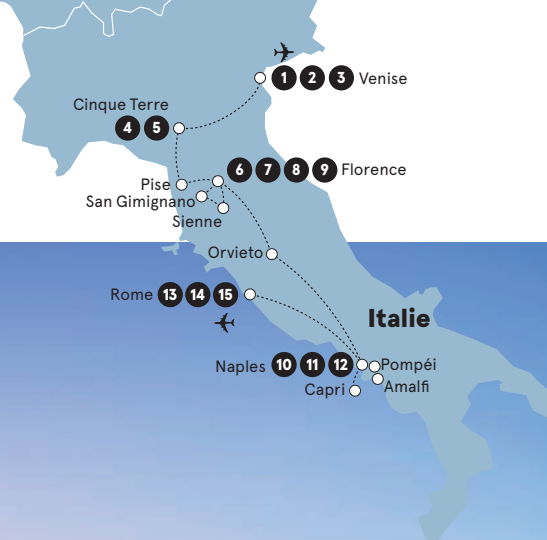 1 2 3 Venise
Cinque Terre
4 5
6 7 8 9 Florence
Pise
San Gimignano
Sienne
Orvieto
Rome 13 14 15
Italie
Naples 10 11 12
Pompéi
Amalfi
Capri